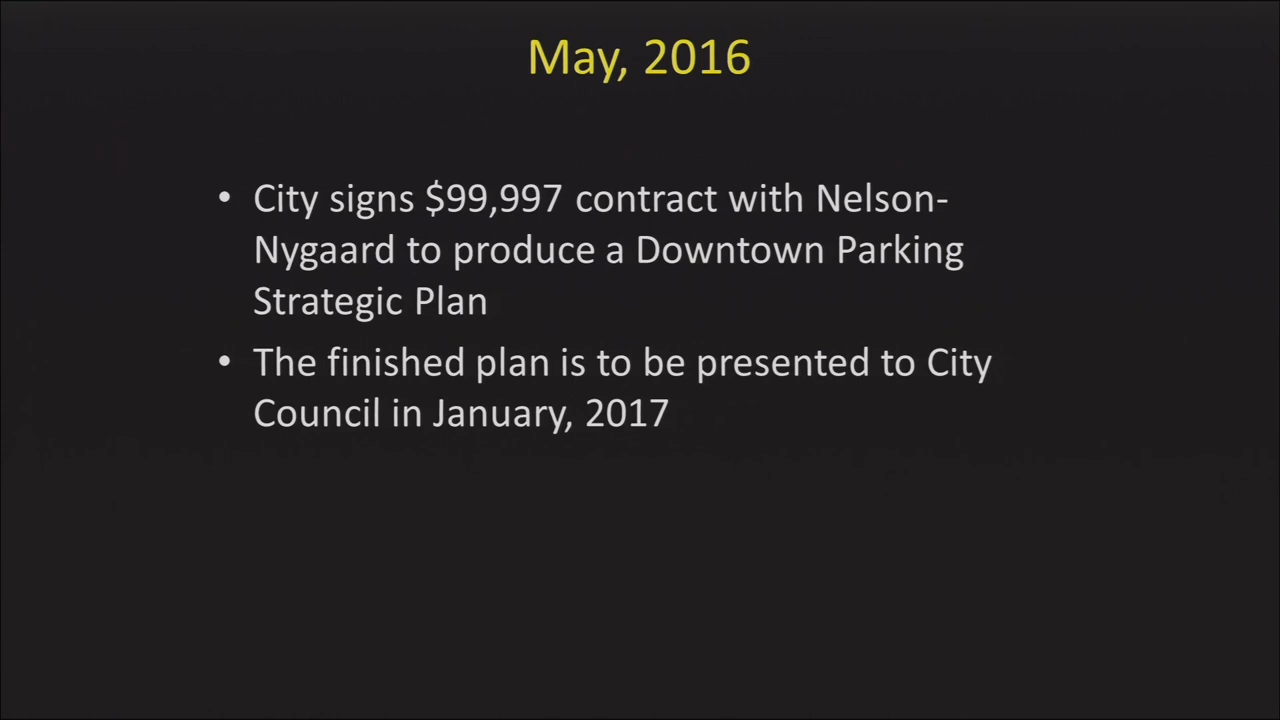 May, 2016
• City signs $99,997 contract with Nelson-
Nygaard to produce a Downtown Parking
Strategic Plan
• The finished plan is to be presented to City
Council in January, 2017